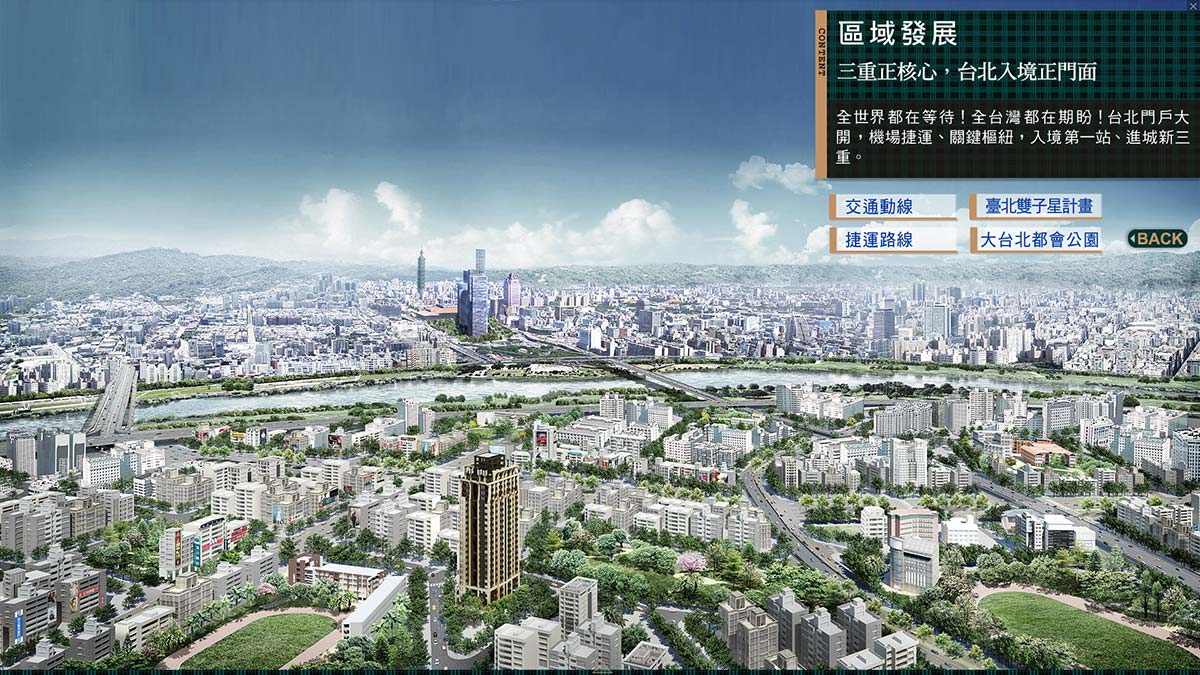 CONTENT
區域發展
三重正核心，台北入境正門面
全世界都在等待！全台灣都在期盼！台北門戶大
開，機場捷運、關鍵樞紐，入境第一站、進城新三
重。
交通動線
臺北雙子星計畫
捷運路線
大台北都會公園
BACK